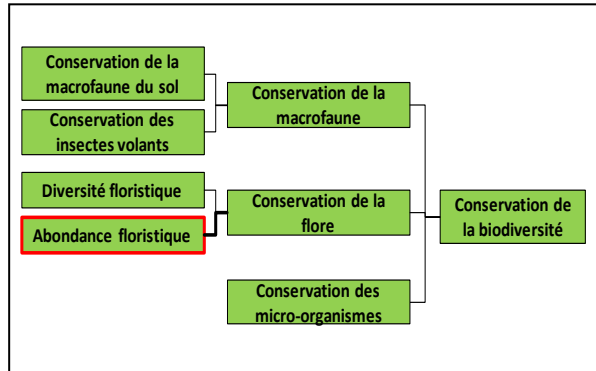 Conservation de la
macrofaune du sol
Conservation des
insectes volants
Diversité floristique
Abondance floristique
Conservation de la
macrofaune
Conservation de la
flore
Conservation des
micro-organismes
Conservation de
la biodiversité